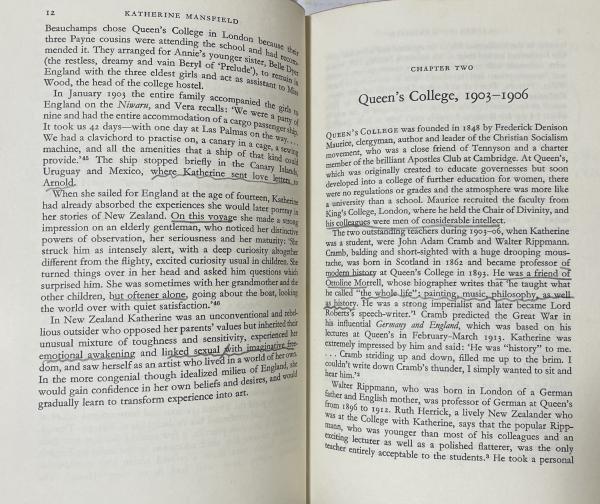 12 KATHERINE MANSFIELD
Beauchamps chose Queen's College in London because their
three Payne cousins were attending the school and had recom-
mended it. They arranged for Annie's younger sister, Belle Dyer
(the restless, dreamy and vain Beryl of 'Prelude'), to remain in
England with the three eldest girls and act as assistant to Miss
Wood, the head of the college hostel.
In January 1903 the entire family accompanied the girls to
England on the Niwaru, and Vera recalls: 'We were a party of
nine and had the entire accommodation of a cargo passenger ship.
It took us 42 days—with one day at Las Palmas on the way. . . .
We had a clavichord to practise on, a canary in a cage, a sewing
machine, and all the amenities that a ship of that kind could
provide.'45 The ship stopped briefly in the Canary Islands,
Uruguay and Mexico, where Katherine sent love letters to
Arnold.
When she sailed for England at the age of fourteen, Katherine
had already absorbed the experiences she would later portray in
her stories of New Zealand. On this voyage she made a strong
impression on an elderly gentleman, who noticed her distinctive
powers of observation, her seriousness and her maturity: 'She
struck him as intensely alert, with a deep curiosity altogether
different from the flighty, excited curiosity usual in children. She
turned things over in her head and asked him questions which
surprised him. She was sometimes with her grandmother and the
other children, but oftener alone, going about the boat, looking
the world over with quiet satisfaction.'46
In New Zealand Katherine was an unconventional and rebel-
lious outsider who opposed her parents' values but inherited their
unusual mixture of toughness and sensitivity, experienced her
emotional awakening and linked sexual with imaginative free-
dom, and saw herself as an artist who lived in a world of her own.
In the more congenial though idealized milieu of England, she
would gain confidence in her own beliefs and desires, and would
gradually learn to transform experience into art.
CHAPTER TWO
Queen's College, 1903–1906
QUEEN'S COLLEGE was founded in 1848 by Frederick Denison
Maurice, clergyman, author and leader of the Christian Socialism
movement, who was a close friend of Tennyson and a charter
member of the brilliant Apostles Club at Cambridge. At Queen's,
which was originally created to educate governesses but soon
developed into a college of further education for women, there
were no regulations or grades and the atmosphere was more like
a university than a school. Maurice recruited the faculty from
King's College, London, where he held the Chair of Divinity, and
his colleagues were men of considerable intellect.
The two outstanding teachers during 1903–06, when Katherine
was a student, were John Adam Cramb and Walter Rippmann.
Cramb, balding and short-sighted with a huge drooping mous-
tache, was born in Scotland in 1862 and became professor of
modern history at Queen's College in 1893. He was a friend of
Ottoline Morrell, whose biographer writes that 'he taught what
he called "the whole life": painting, music, philosophy, as well
as history. He was a strong imperialist and later became Lord
Roberts's speech-writer.'1 Cramb predicted the Great War in
his influential Germany and England, which was based on his
lectures at Queen's in February–March 1913. Katherine was
extremely impressed by him and said: 'He was "history" to me.
. . . Cramb striding up and down, filled me up to the brim. I
couldn't write down Cramb's thunder, I simply wanted to sit and
hear him.'2
Walter Rippmann, who was born in London of a German
father and English mother, was professor of German at Queen's
from 1896 to 1912. Ruth Herrick, a lively New Zealander who
was at the College with Katherine, says that the popular Ripp-
mann, who was younger than most of his colleagues and an
exciting lecturer as well as a polished flatterer, was the only
teacher entirely acceptable to the students.3 He took a personal